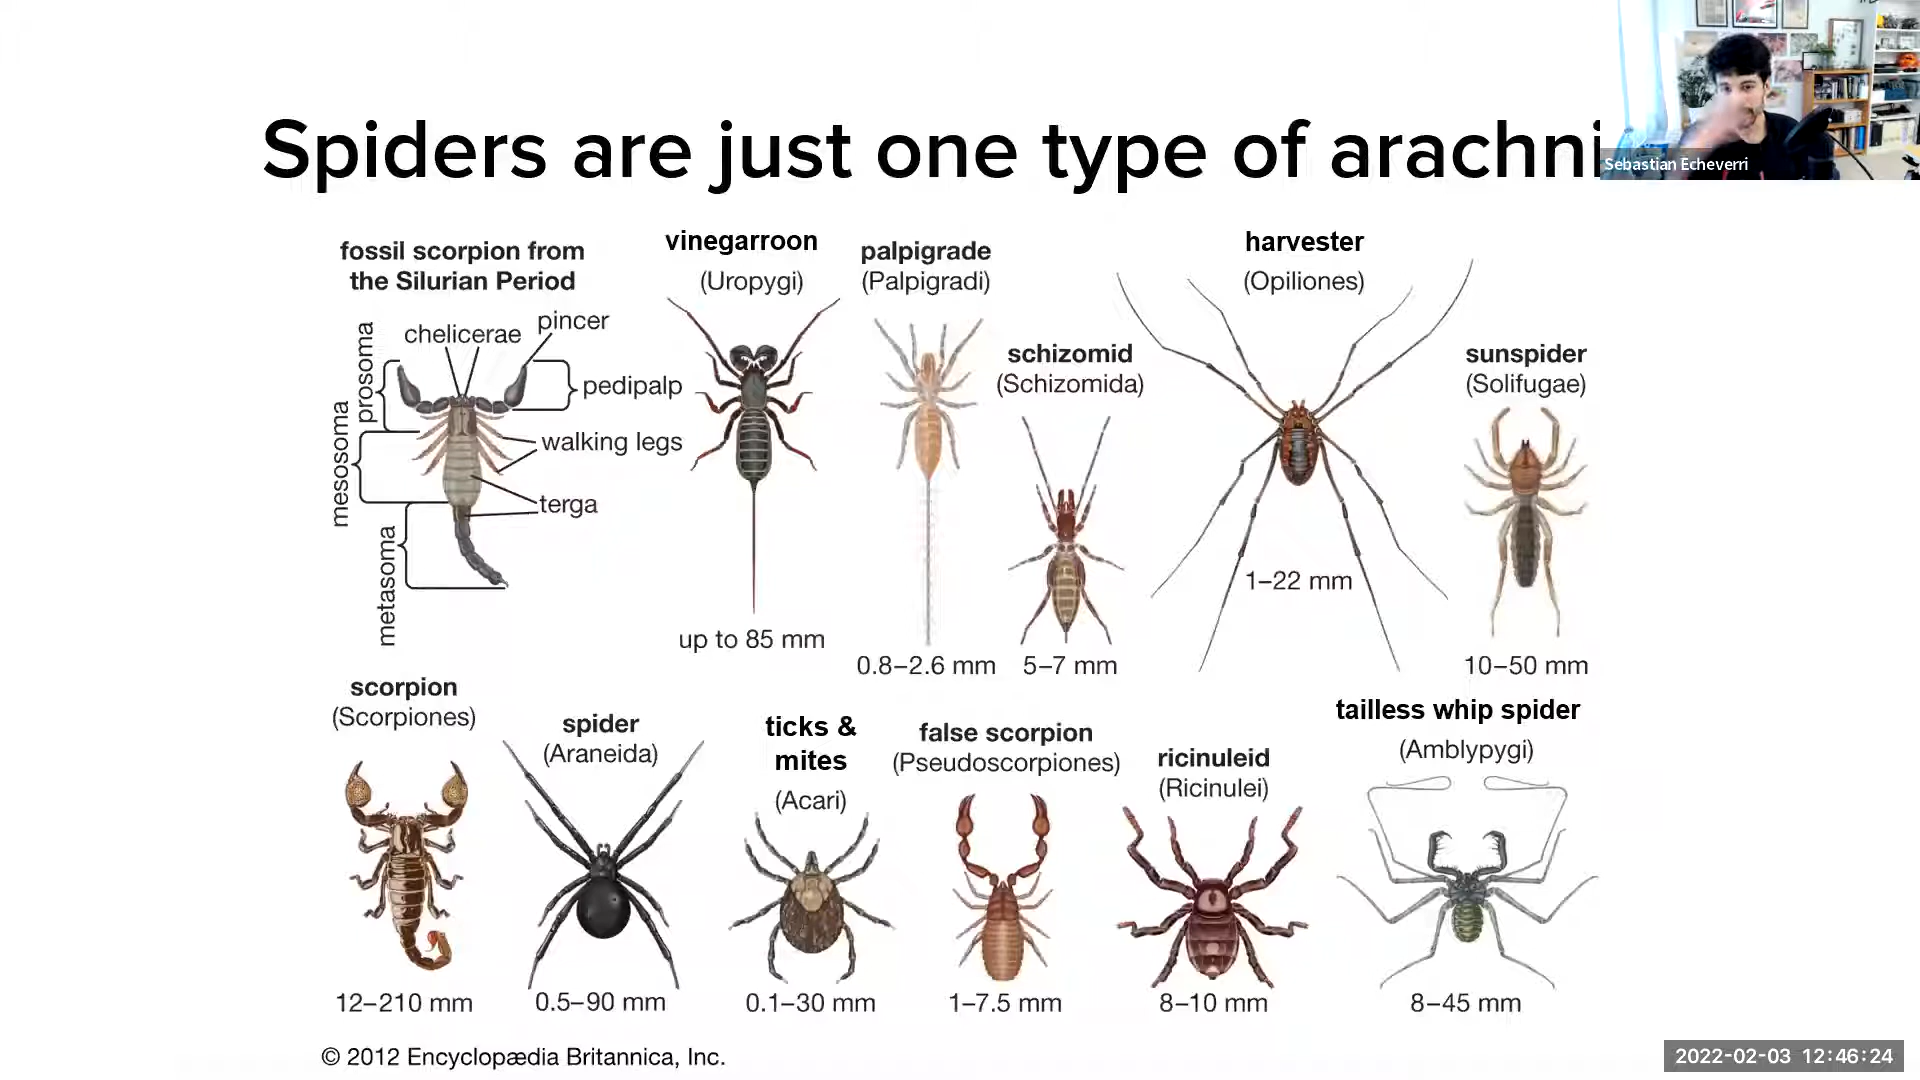 Spiders are just one type of arachni
Sebastian Echeverri
fossil scorpion from
the Silurian Period
chelicerae
pincer
pedipalp
walking legs
terga
prosoma
mesosoma
metasoma
vinegarroon
(Uropygi)
up to 85 mm
palpigrade
(Palpigradi)
0.8–2.6 mm
schizomid
(Schizomida)
5–7 mm
harvester
(Opiliones)
1–22 mm
sunspider
(Solifugae)
10–50 mm
scorpion
(Scorpiones)
12–210 mm
spider
(Araneida)
0.5–90 mm
ticks &
mites
(Acari)
0.1–30 mm
false scorpion
(Pseudoscorpiones)
1–7.5 mm
ricinuleid
(Ricinulei)
8–10 mm
tailless whip spider
(Amblypygi)
8–45 mm
© 2012 Encyclopædia Britannica, Inc.
2022-02-03 12:46:24